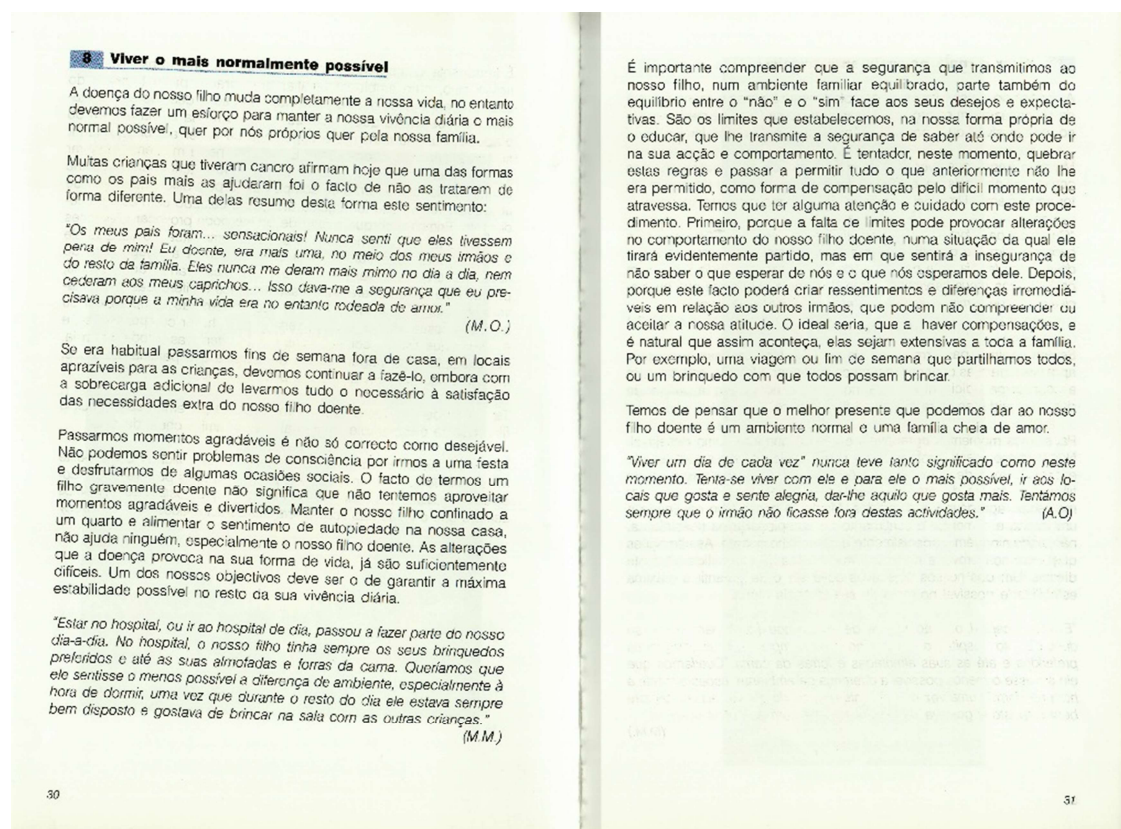 8 Viver o mais normalmente possível
A doença do nosso filho muda completamente a nossa vida, no entanto
devemos fazer um esforço para manter a nossa vivência diária o mais
normal possível, quer por nós próprios quer pela nossa família.
Muitas crianças que tiveram cancro afirmam hoje que uma das formas
como os pais mais as ajudaram foi o facto de não as tratarem de
forma diferente. Uma delas resume desta forma este sentimento:
"Os meus pais foram... sensacionais! Nunca senti que eles tivessem
pena de mim! Eu doente, era mais uma, no meio dos meus irmãos e
do resto da família. Eles nunca me deram mais mimo no dia a dia, nem
cederam aos meus caprichos... Isso dava-me a segurança que eu pre-
cisava porque a minha vida era no entanto rodeada de amor."
(M.O.)
Se era habitual passarmos fins de semana fora de casa, em locais
aprazíveis para as crianças, devemos continuar a fazê-lo, embora com
a sobrecarga adicional de levarmos tudo o necessário à satisfação
das necessidades extra do nosso filho doente.
Passarmos momentos agradáveis é não só correcto como desejável.
Não podemos sentir problemas de consciência por irmos a uma festa
e desfrutarmos de algumas ocasiões sociais. O facto de termos um
filho gravemente doente não significa que não tentemos aproveitar
momentos agradáveis e divertidos. Manter o nosso filho confinado a
um quarto e alimentar o sentimento de autopiedade na nossa casa,
não ajuda ninguém, especialmente o nosso filho doente. As alterações
que a doença provoca na sua forma de vida, já são suficientemente
difíceis. Um dos nossos objectivos deve ser o de garantir a máxima
estabilidade possível no resto da sua vivência diária.
"Estar no hospital, ou ir ao hospital de dia, passou a fazer parte do nosso
dia-a-dia. No hospital, o nosso filho tinha sempre os seus brinquedos
preferidos e até as suas almofadas e forras da cama. Queríamos que
ele sentisse o menos possível a diferença de ambiente, especialmente à
hora de dormir, uma vez que durante o resto do dia ele estava sempre
bem disposto e gostava de brincar na sala com as outras crianças."
(M.M.)
30
É importante compreender que a segurança que transmitimos ao
nosso filho, num ambiente familiar equilibrado, parte também do
equilíbrio entre o "não" e o "sim" face aos seus desejos e expecta-
tivas. São os limites que estabelecemos, na nossa forma própria de
o educar, que lhe transmite a segurança de saber até onde pode ir
na sua acção e comportamento. É tentador, neste momento, quebrar
estas regras e passar a permitir tudo o que anteriormente não lhe
era permitido, como forma de compensação pelo difícil momento que
atravessa. Temos que ter alguma atenção e cuidado com este proce-
dimento. Primeiro, porque a falta de limites pode provocar alterações
no comportamento do nosso filho doente, numa situação da qual ele
tirará evidentemente partido, mas em que sentirá a insegurança de
não saber o que esperar de nós e o que nós esperamos dele. Depois,
porque este facto poderá criar ressentimentos e diferenças irremediá-
veis em relação aos outros irmãos, que podem não compreender ou
aceitar a nossa atitude. O ideal seria, que a haver compensações, e
é natural que assim aconteça, elas sejam extensivas a toda a família.
Por exemplo, uma viagem ou fim de semana que partilhamos todos,
ou um brinquedo com que todos possam brincar.
Temos de pensar que o melhor presente que podemos dar ao nosso
filho doente é um ambiente normal e uma família cheia de amor.
"Viver um dia de cada vez" nunca teve tanto significado como neste
momento. Tenta-se viver com ele e para ele o mais possível, ir aos lo-
cais que gosta e sente alegria, dar-lhe aquilo que gosta mais. Tentámos
sempre que o irmão não ficasse fora destas actividades." (A.O)
31